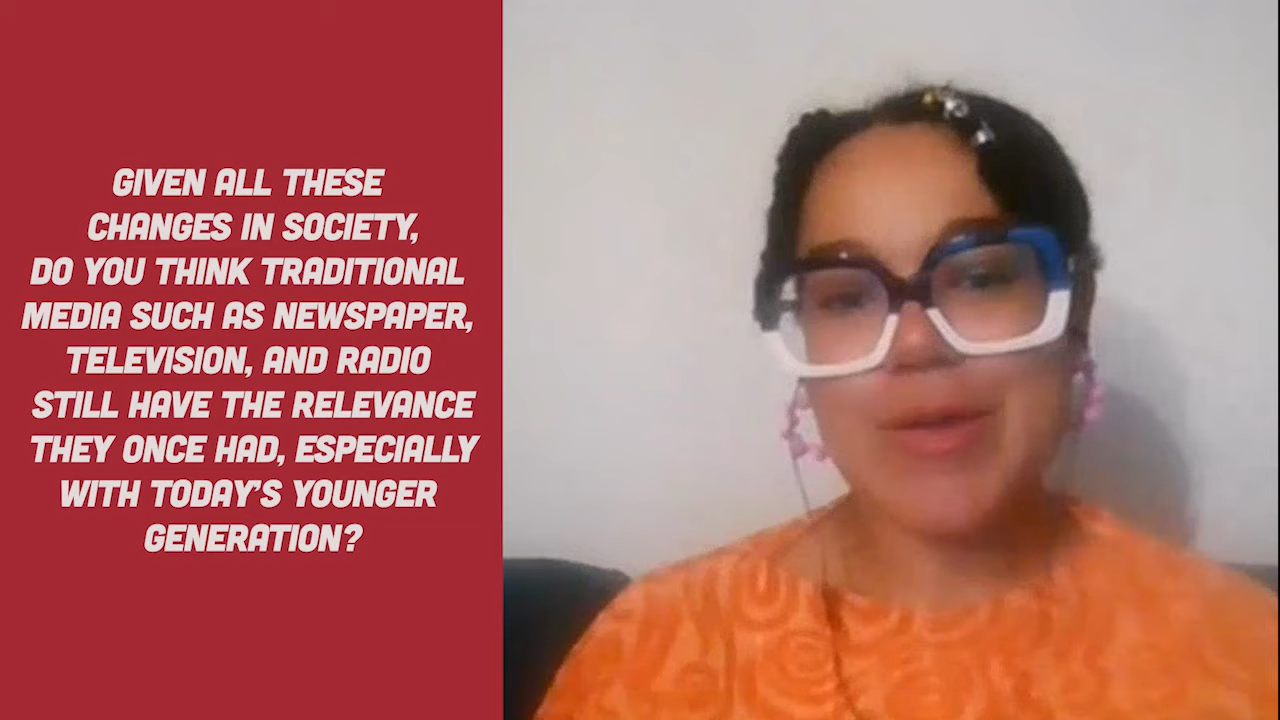 GIVEN ALL THESE
CHANGES IN SOCIETY,
DO YOU THINK TRADITIONAL
MEDIA SUCH AS NEWSPAPER,
TELEVISION, AND RADIO
STILL HAVE THE RELEVANCE
THEY ONCE HAD, ESPECIALLY
WITH TODAY'S YOUNGER
GENERATION?